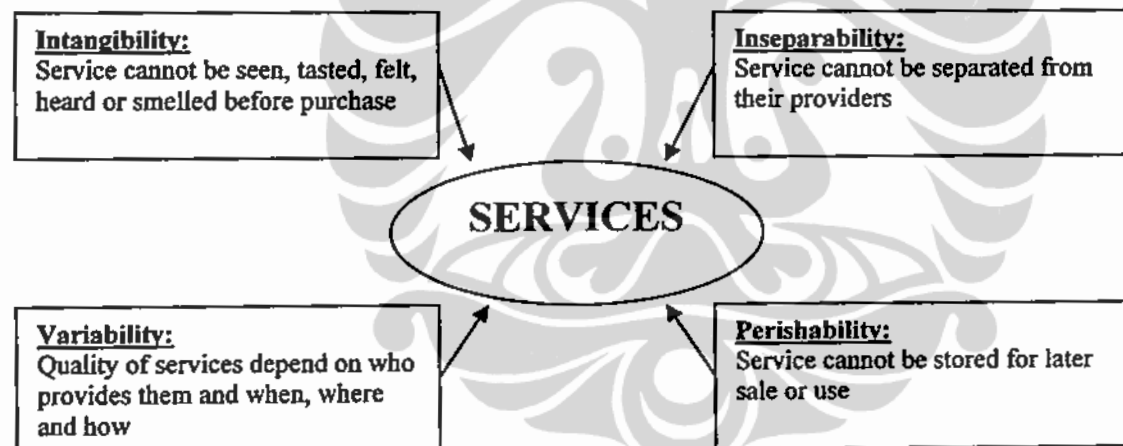 Intangibility:
Service cannot be seen, tasted, felt,
heard or smelled before purchase
Inseparability:
Service cannot be separated from
their providers
SERVICES
Variability:
Quality of services depend on who
provides them and when, where
and how
Perishability:
Service cannot be stored for later
sale or use